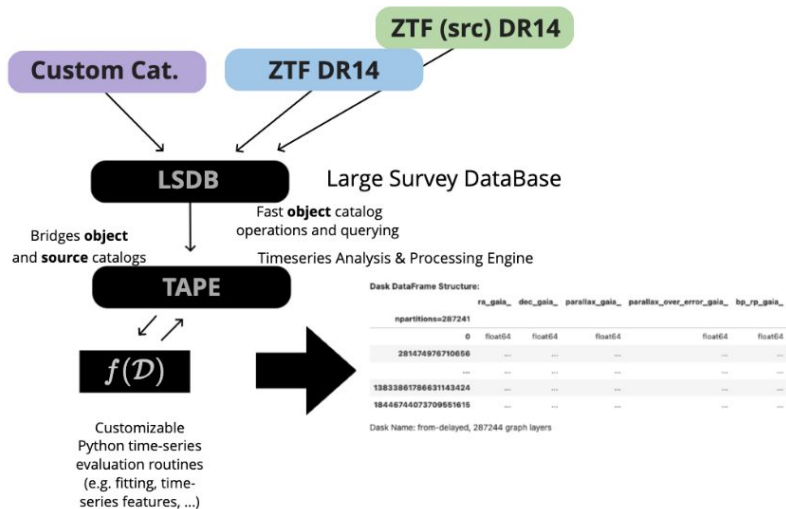 ZTF (src) DR14
Custom Cat.
ZTF DR14
LSDB
Large Survey DataBase
Fast object catalog
operations and querying
Bridges object
and source catalogs
Timeseries Analysis & Processing Engine
TAPE
Dask DataFrame Structure:
ra_gaia_ dec_gaia_ parallax_gaia_ parallax_over_error_gaia_ bp_rp_gaia_
npartitions=287241
0 float64 float64 float64 float64 float64
281474976710656 ... ... ... ... ...
... ... ... ... ... ...
13833861786631143424 ... ... ... ... ...
18446744073709551615 ... ... ... ... ...
Dask Name: from-delayed, 287244 graph layers
f(D)
Customizable
Python time-series
evaluation routines
(e.g. fitting, time-
series features, ...)